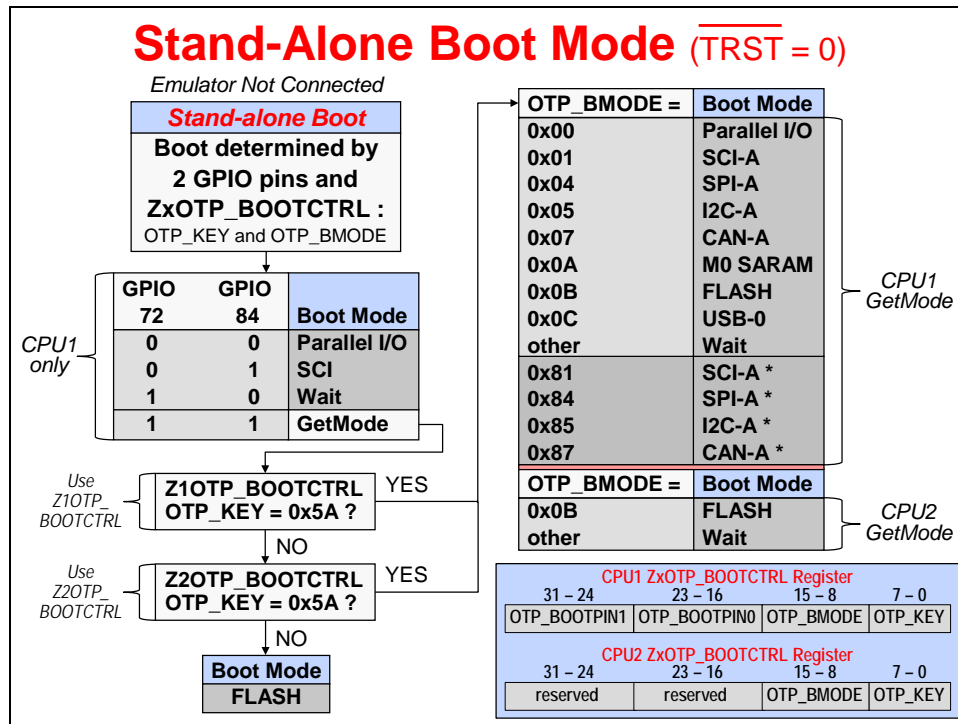 Stand-Alone Boot Mode (TRST = 0)
Emulator Not Connected
Stand-alone Boot
Boot determined by
2 GPIO pins and
ZxOTP_BOOTCTRL :
OTP_KEY and OTP_BMODE
GPIO GPIO
72 84 Boot Mode
0 0 Parallel I/O
0 1 SCI
1 0 Wait
1 1 GetMode
CPU1
only
Use
Z1OTP_
BOOTCTRL
Z1OTP_BOOTCTRL
OTP_KEY = 0x5A ?
YES
NO
Use
Z2OTP_
BOOTCTRL
Z2OTP_BOOTCTRL
OTP_KEY = 0x5A ?
YES
NO
Boot Mode
FLASH
OTP_BMODE = Boot Mode
0x00 Parallel I/O
0x01 SCI-A
0x04 SPI-A
0x05 I2C-A
0x07 CAN-A
0x0A M0 SARAM
0x0B FLASH
0x0C USB-0
other Wait
0x81 SCI-A *
0x84 SPI-A *
0x85 I2C-A *
0x87 CAN-A *
CPU1
GetMode
OTP_BMODE = Boot Mode
0x0B FLASH
other Wait
CPU2
GetMode
CPU1 ZxOTP_BOOTCTRL Register
31 – 24 23 – 16 15 – 8 7 – 0
OTP_BOOTPIN1 OTP_BOOTPIN0 OTP_BMODE OTP_KEY
CPU2 ZxOTP_BOOTCTRL Register
31 – 24 23 – 16 15 – 8 7 – 0
reserved reserved OTP_BMODE OTP_KEY